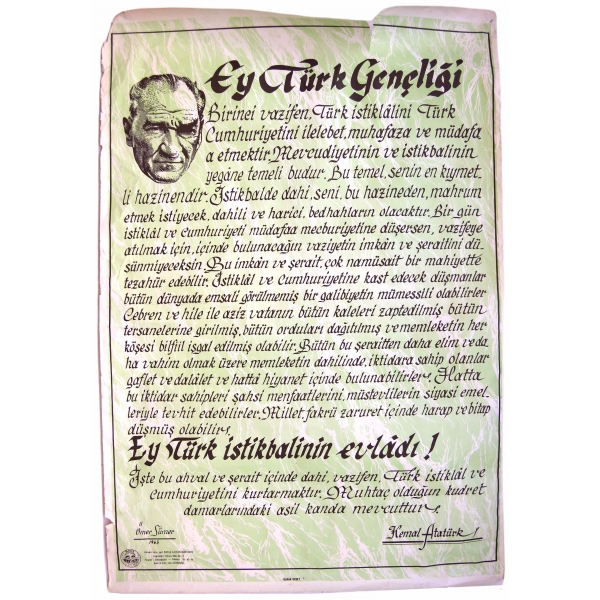 Ey Türk Gençliği
Birinci vazifen, Türk istiklâlini Türk
Cumhuriyetini ilelebet, muhafaza ve müdafa
a etmektir. Mevcudiyetinin ve istikbalinin
yegâne temeli budur. Bu temel, senin en kıymet
li hazinendir. İstikbalde dahi, seni, bu hazineden, mahrum
etmek istiyecek, dahili ve harici, bedhahların olacaktır. Bir gün
istiklâl ve cumhuriyeti müdafaa mecburiyetine düşersen, vazifeye
atılmak için, içinde bulunacağın vaziyetin imkân ve şeraitini dü-
şünmiyeceksin. Bu imkân ve şerait, çok namüsait bir mahiyette
tezahür edebilir. İstiklâl ve Cumhuriyetine kast edecek düşmanlar
bütün dünyada emsali görülmemiş bir galibiyetin mümessili olabilirler
Cebren ve hile ile aziz vatanın bütün kaleleri zaptedilmiş bütün
tersanelerine girilmiş, bütün orduları dağıtılmış ve memleketin her
köşesi bilfiil işgal edilmiş olabilir. Bütün bu şeraitten daha elim ve da
ha vahim olmak üzere memleketin dahilinde, iktidara sahip olanlar
gaflet ve dalâlet ve hattâ hiyanet içinde bulunabilirler. Hatta
bu iktidar sahipleri şahsi menfaatlerini, müstevlilerin siyasi emel-
leriyle tevhit edebilirler. Millet, fakrü zaruret içinde harap ve bitap
düşmüş olabilir.
Ey Türk istikbalinin evlâdı!
İşte bu ahval ve şerait içinde dahi, vazifen, Türk istiklâl ve
cumhuriyetini kurtarmaktır. Muhtaç olduğun kudret
damarlarındaki asil kanda mevcuttur.
Ömer Sümer
1963
Kemal Atatürk